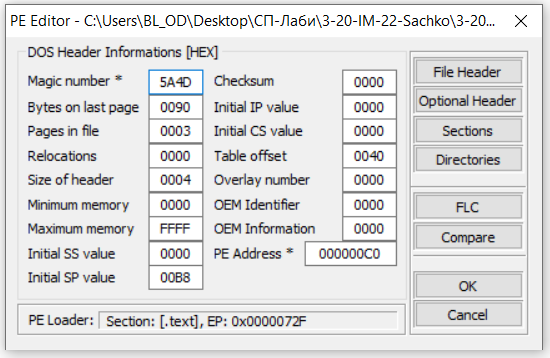 PE Editor - C:\Users\BL_OD\Desktop\СП-Лаби\3-20-IM-22-Sachko\3-20...
DOS Header Informations [HEX]
Magic number * 5A4D Checksum 0000
Bytes on last page 0090 Initial IP value 0000
Pages in file 0003 Initial CS value 0000
Relocations 0000 Table offset 0040
Size of header 0004 Overlay number 0000
Minimum memory 0000 OEM Identifier 0000
Maximum memory FFFF OEM Information 0000
Initial SS value 0000 PE Address * 000000C0
Initial SP value 00B8
File Header
Optional Header
Sections
Directories
FLC
Compare
OK
Cancel
PE Loader: Section: [.text], EP: 0x0000072F